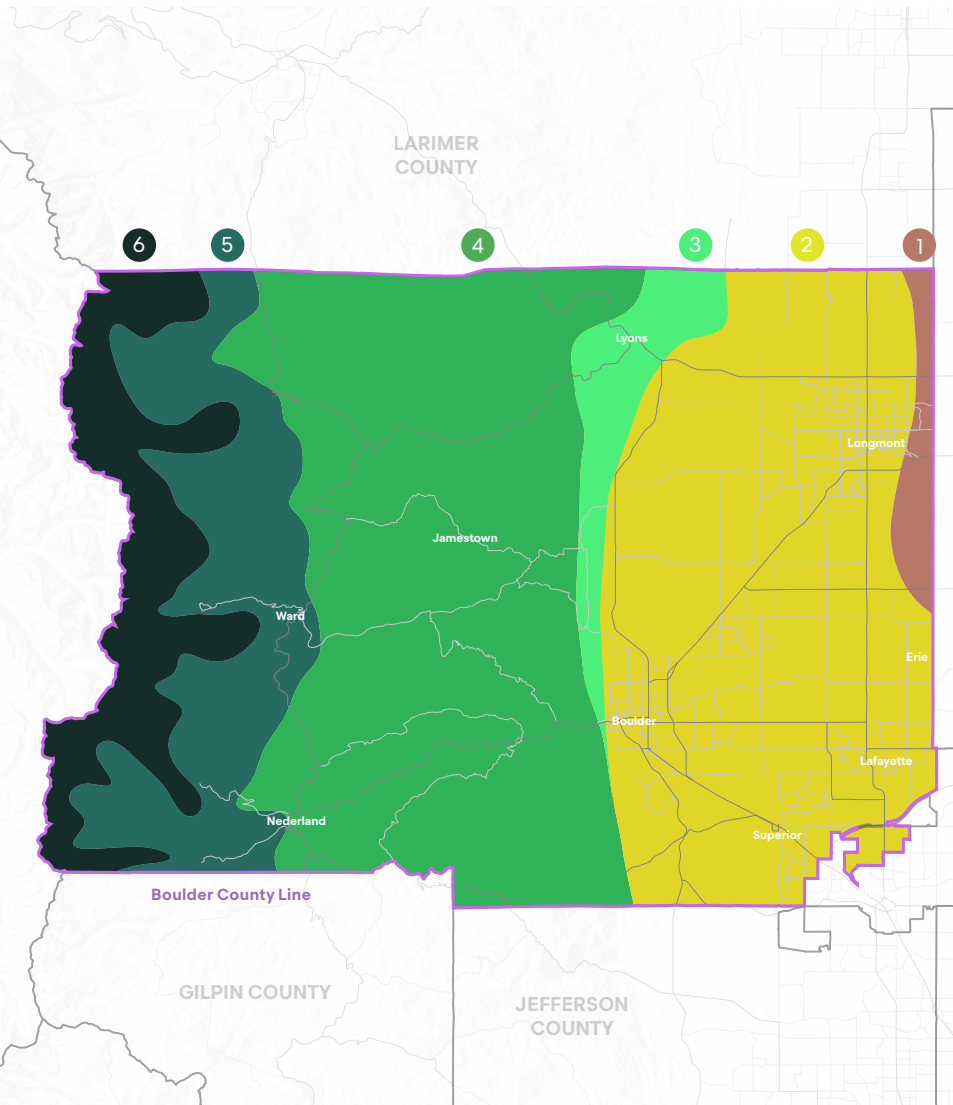 LARIMER
COUNTY
6
5
4
3
2
1
Lyons
Longmont
Jamestown
Ward
Erie
Boulder
Lafayette
Nederland
Superior
Boulder County Line
GILPIN COUNTY
JEFFERSON
COUNTY